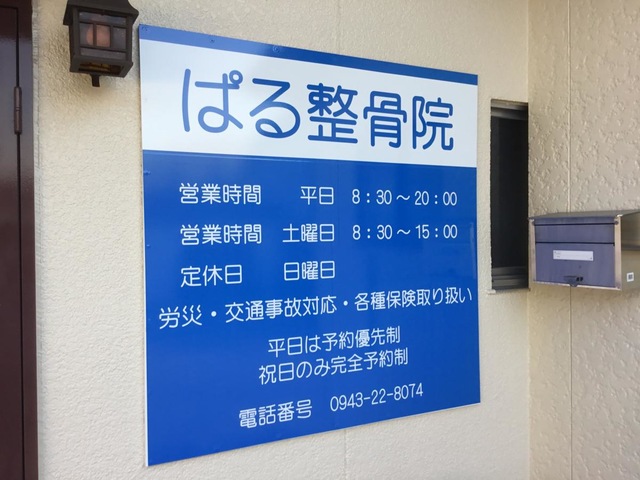 ぱる整骨院
営業時間 平日 8：30～20：00
営業時間 土曜日 8：30～15：00
定休日 日曜日
労災・交通事故対応・各種保険取り扱い
平日は予約優先制
祝日のみ完全予約制
電話番号 0943-22-8074